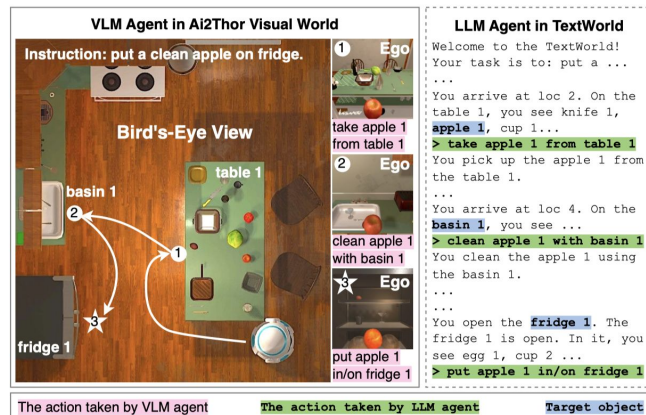 VLM Agent in Ai2Thor Visual World
Instruction: put a clean apple on fridge.
Bird's-Eye View
table 1
basin 1
2
1
3
fridge 1
1
Ego
take apple 1
from table 1
2
Ego
clean apple 1
with basin 1
3
Ego
put apple 1
in/on fridge 1
LLM Agent in TextWorld
Welcome to the TextWorld!
Your task is to: put a ...
...
You arrive at loc 2. On the
table 1, you see knife 1,
apple 1, cup 1...
> take apple 1 from table 1
You pick up the apple 1 from
the table 1.
...
You arrive at loc 4. On the
basin 1, you see ...
> clean apple 1 with basin 1
You clean the apple 1 using
the basin 1.
...
...
You open the fridge 1. The
fridge 1 is open. In it, you
see egg 1, cup 2 ...
> put apple 1 in/on fridge 1
The action taken by VLM agent
The action taken by LLM agent
Target object